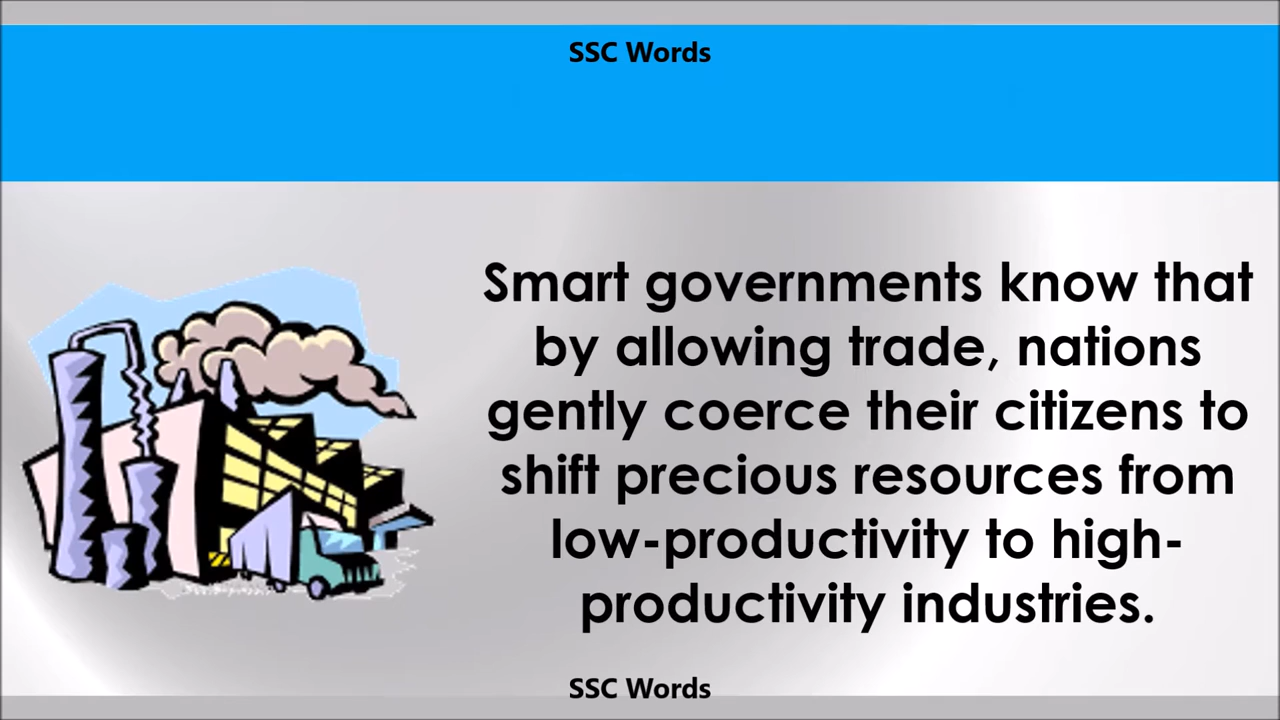 SSC Words
Smart governments know that
by allowing trade, nations
gently coerce their citizens to
shift precious resources from
low-productivity to high-
productivity industries.
SSC Words